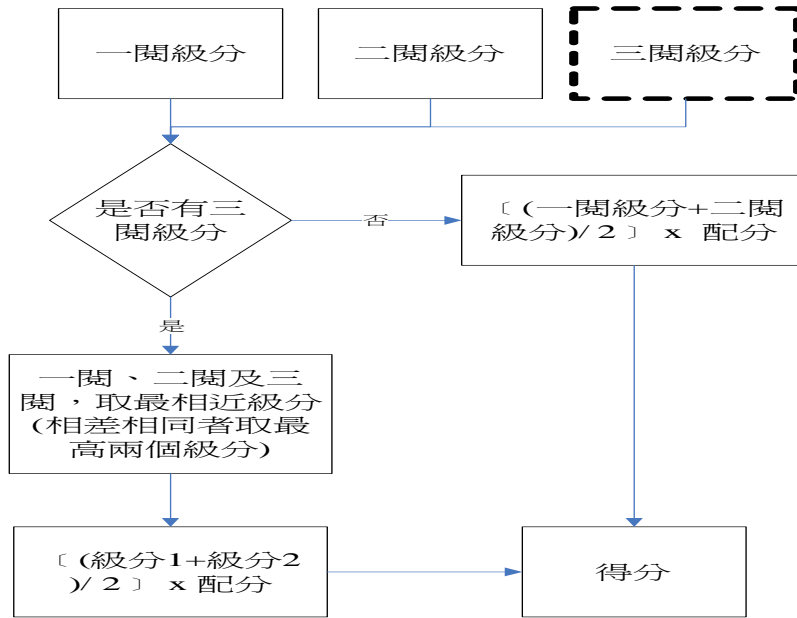 一閱級分
二閱級分
三閱級分
是否有三
閱級分
否
〔 (一閱級分+二閱
級分)/ 2 〕 x 配分
是
一閱、二閱及三
閱，取最相近級分
(相差相同者取最
高兩個級分)
〔 (級分1+級分2
)/ 2 〕 x 配分
得分